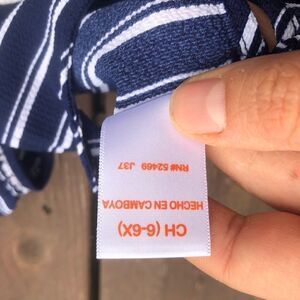 CH (6-6X)
HECHO EN CAMBOYA
RN# 52469 J37